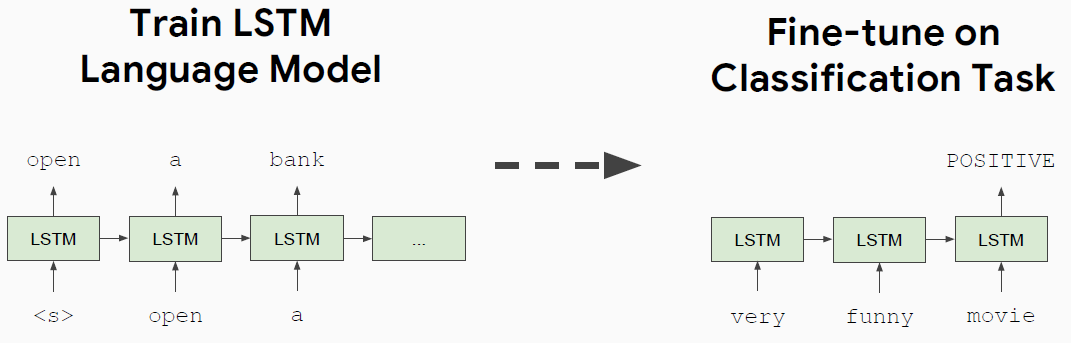 Train LSTM
Language Model
Fine-tune on
Classification Task
open a bank
POSITIVE
LSTM LSTM LSTM ...
LSTM LSTM LSTM
<s> open a
very funny movie